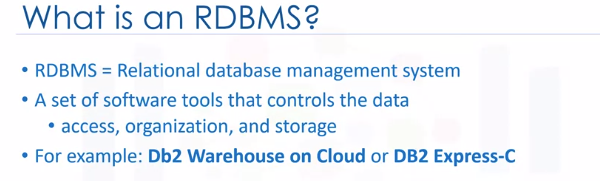 What is an RDBMS?
• RDBMS = Relational database management system
• A set of software tools that controls the data
• access, organization, and storage
• For example: Db2 Warehouse on Cloud or DB2 Express-C